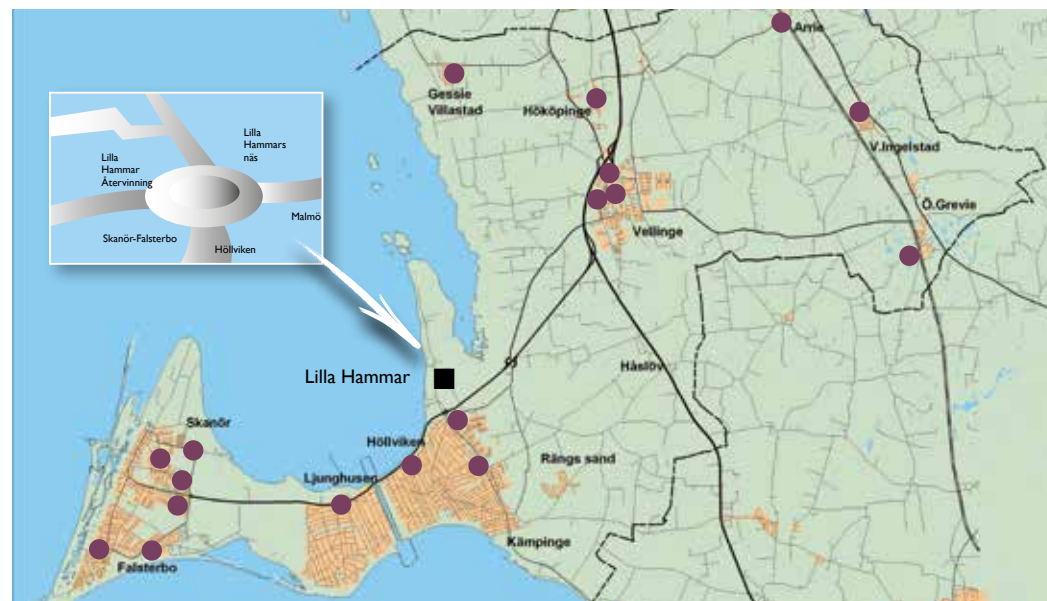 Arrie
Gessie
Villastad
Hököpinge
V.Ingelstad
Lilla
Hammars
näs
Lilla
Hammar
Återvinning
Malmö
Skanör-Falsterbo
Höllviken
Ö.Grevie
Vellinge
Håslöv
Lilla Hammar
Skanör
Höllviken
Ljunghusen
Rängs sand
Kämpinge
Falsterbo